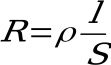 R = ρ l/S